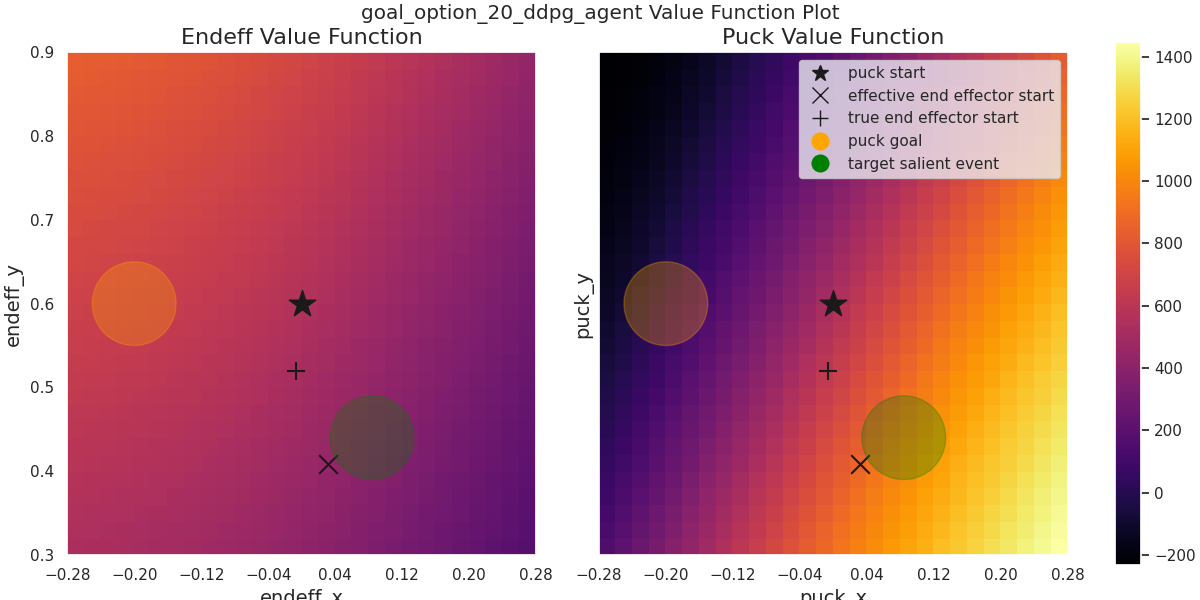 goal_option_20_ddpg_agent Value Function Plot
Endeff Value Function
Puck Value Function
endeff_y
0.9
0.8
0.7
0.6
0.5
0.4
0.3
−0.28 −0.20 −0.12 −0.04 0.04 0.12 0.20 0.28
endeff_x
puck_y
puck start
effective end effector start
true end effector start
puck goal
target salient event
−0.28 −0.20 −0.12 −0.04 0.04 0.12 0.20 0.28
puck_x
1400
1200
1000
800
600
400
200
0
−200